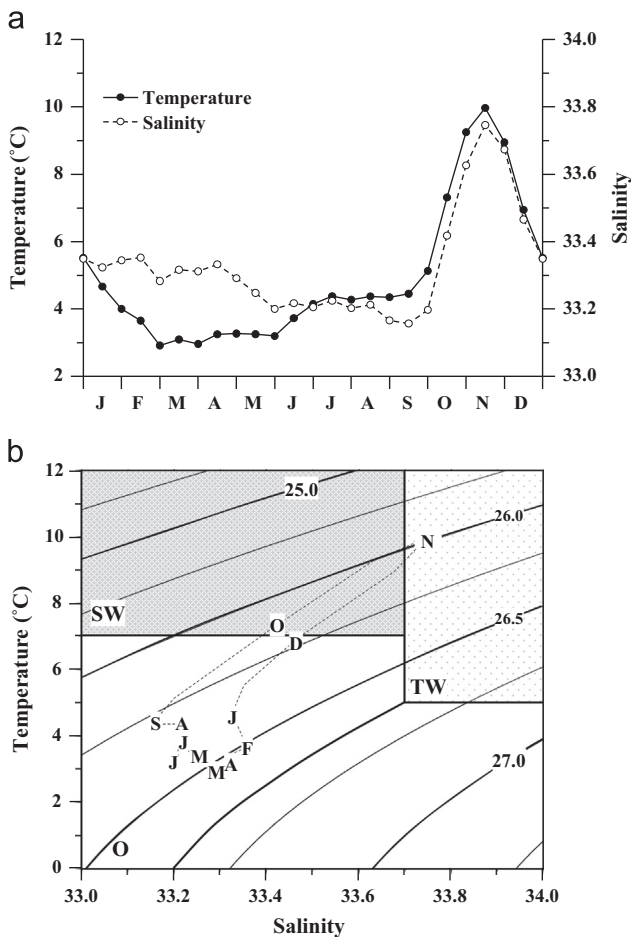 a
12
10
8
6
4
2
Temperature (°C)
34.0
33.8
33.6
33.4
33.2
33.0
Salinity
Temperature
Salinity
J F M A M J J A S O N D
b
12
10
8
6
4
2
0
Temperature (°C)
25.0
26.0
26.5
27.0
SW
TW
N
O
D
S A
J
J
J
M
F
M A
O
33.0 33.2 33.4 33.6 33.8 34.0
Salinity